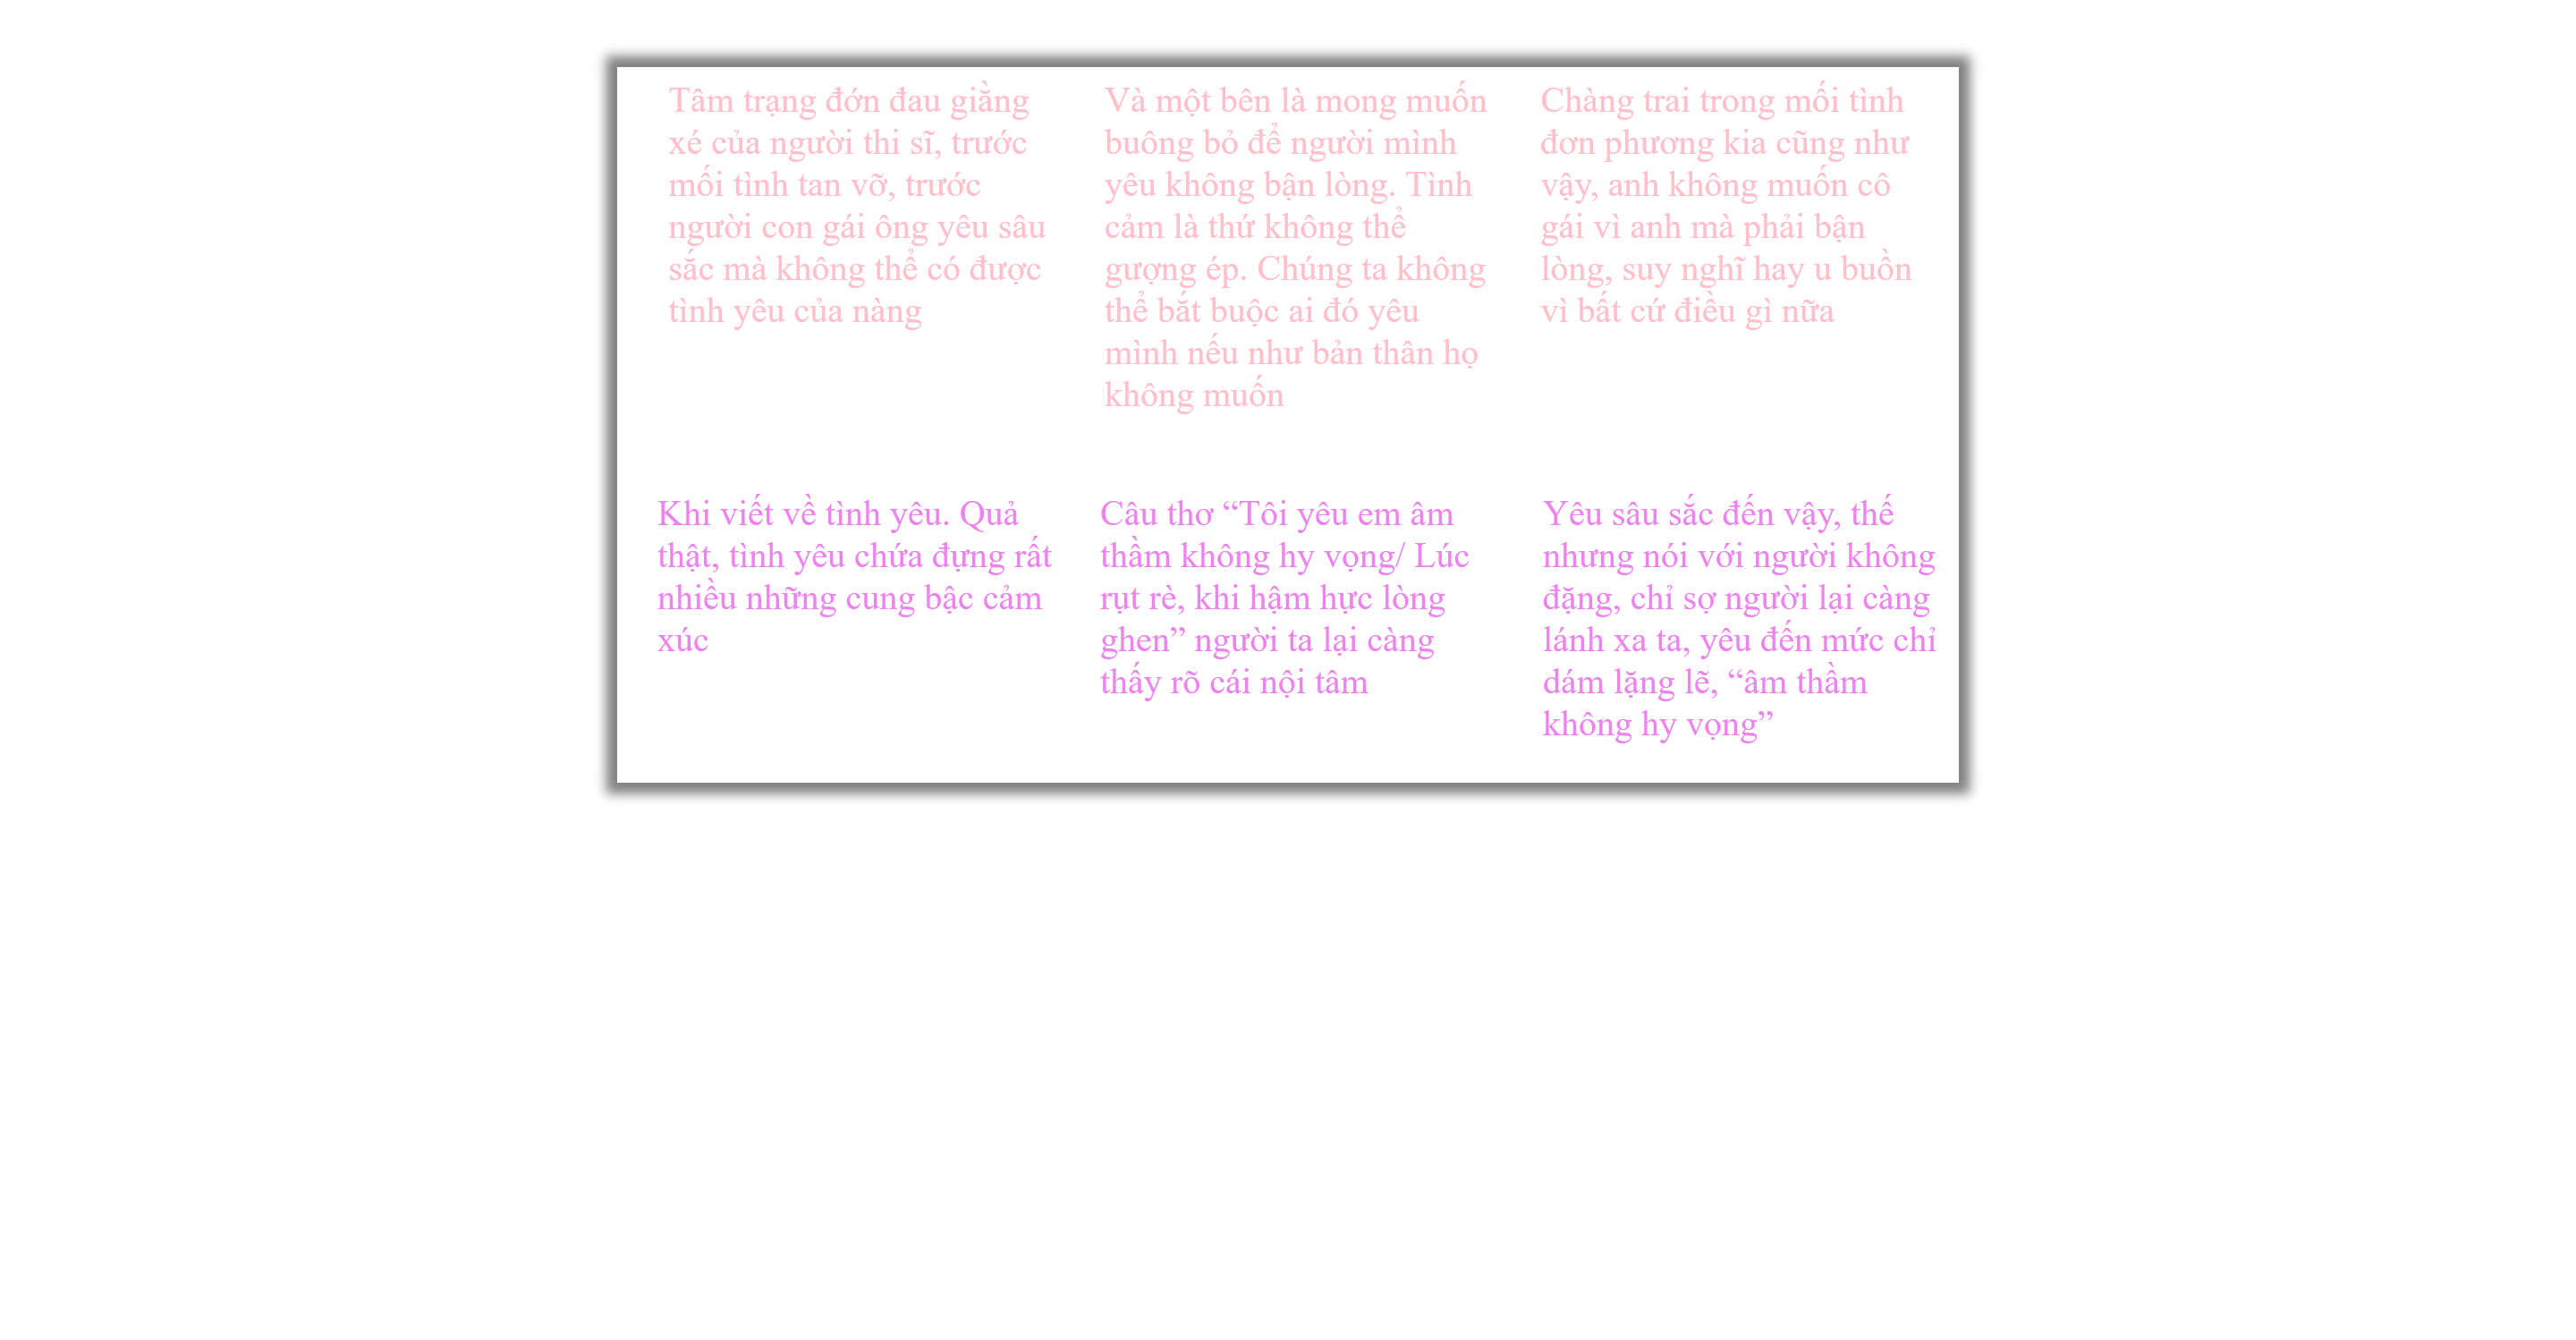 Tâm trạng đớn đau giằng
xé của người thi sĩ, trước
mối tình tan vỡ, trước
người con gái ông yêu sâu
sắc mà không thể có được
tình yêu của nàng
Và một bên là mong muốn
buông bỏ để người mình
yêu không bận lòng. Tình
cảm là thứ không thể
gượng ép. Chúng ta không
thể bắt buộc ai đó yêu
mình nếu như bản thân họ
không muốn
Chàng trai trong mối tình
đơn phương kia cũng như
vậy, anh không muốn cô
gái vì anh mà phải bận
lòng, suy nghĩ hay u buồn
vì bất cứ điều gì nữa
Khi viết về tình yêu. Quả
thật, tình yêu chứa đựng rất
nhiều những cung bậc cảm
xúc
Câu thơ “Tôi yêu em âm
thầm không hy vọng/ Lúc
rụt rè, khi hậm hực lòng
ghen” người ta lại càng
thấy rõ cái nội tâm
Yêu sâu sắc đến vậy, thế
nhưng nói với người không
đặng, chỉ sợ người lại càng
lánh xa ta, yêu đến mức chỉ
dám lặng lẽ, “âm thầm
không hy vọng”